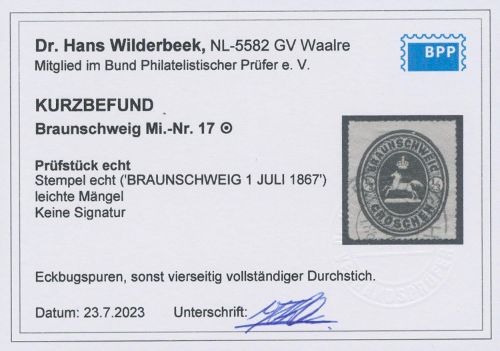 Dr. Hans Wilderbeek, NL-5582 GV Waalre
Mitglied im Bund Philatelistischer Prüfer e. V.
BPP
KURZBEFUND
Braunschweig Mi.-Nr. 17 ⊙
Prüfstück echt
Stempel echt ('BRAUNSCHWEIG 1 JULI 1867')
leichte Mängel
Keine Signatur
BRAUNSCHWEIG
GROSCHEN
Eckbugspuren, sonst vierseitig vollständiger Durchstich.
Datum: 23.7.2023 Unterschrift: